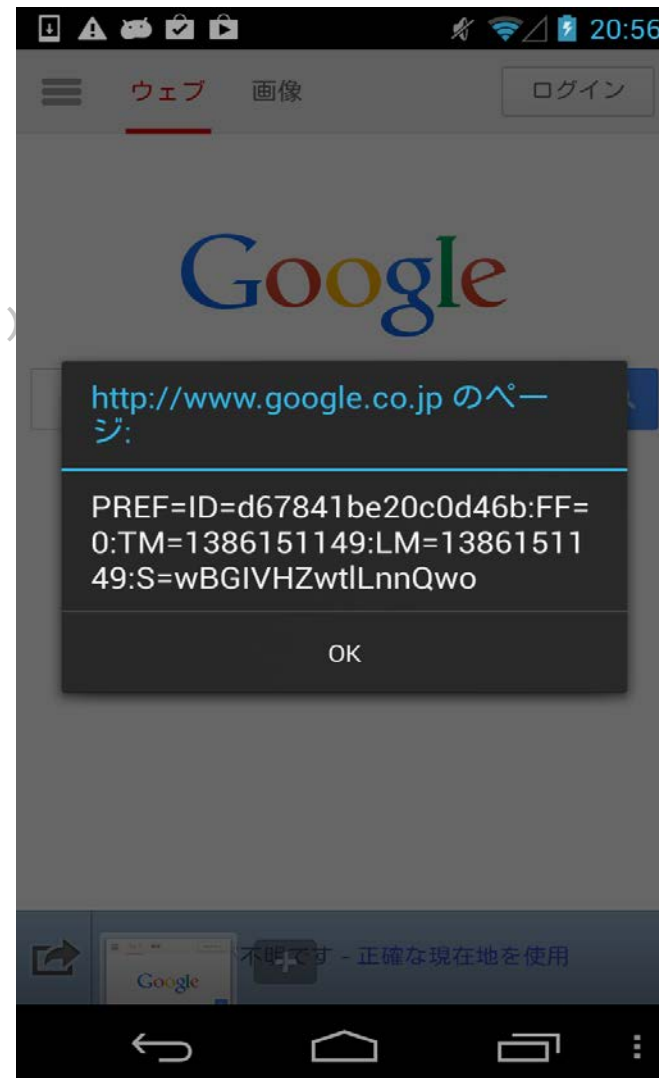 20:56
ウェブ 画像 ログイン
Google
http://www.google.co.jp のペー
ジ:
PREF=ID=d67841be20c0d46b:FF=
0:TM=1386151149:LM=13861511
49:S=wBGIVHZwtlLnnQwo
OK
不明です - 正確な現在地を使用
Google